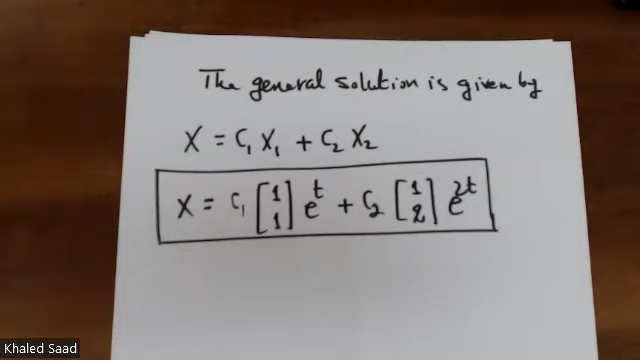 The general solution is given by
X = C₁ X₁ + C₂ X₂
X = C₁ [1 1] e^t + C₂ [1 2] e^2t
Khaled Saad